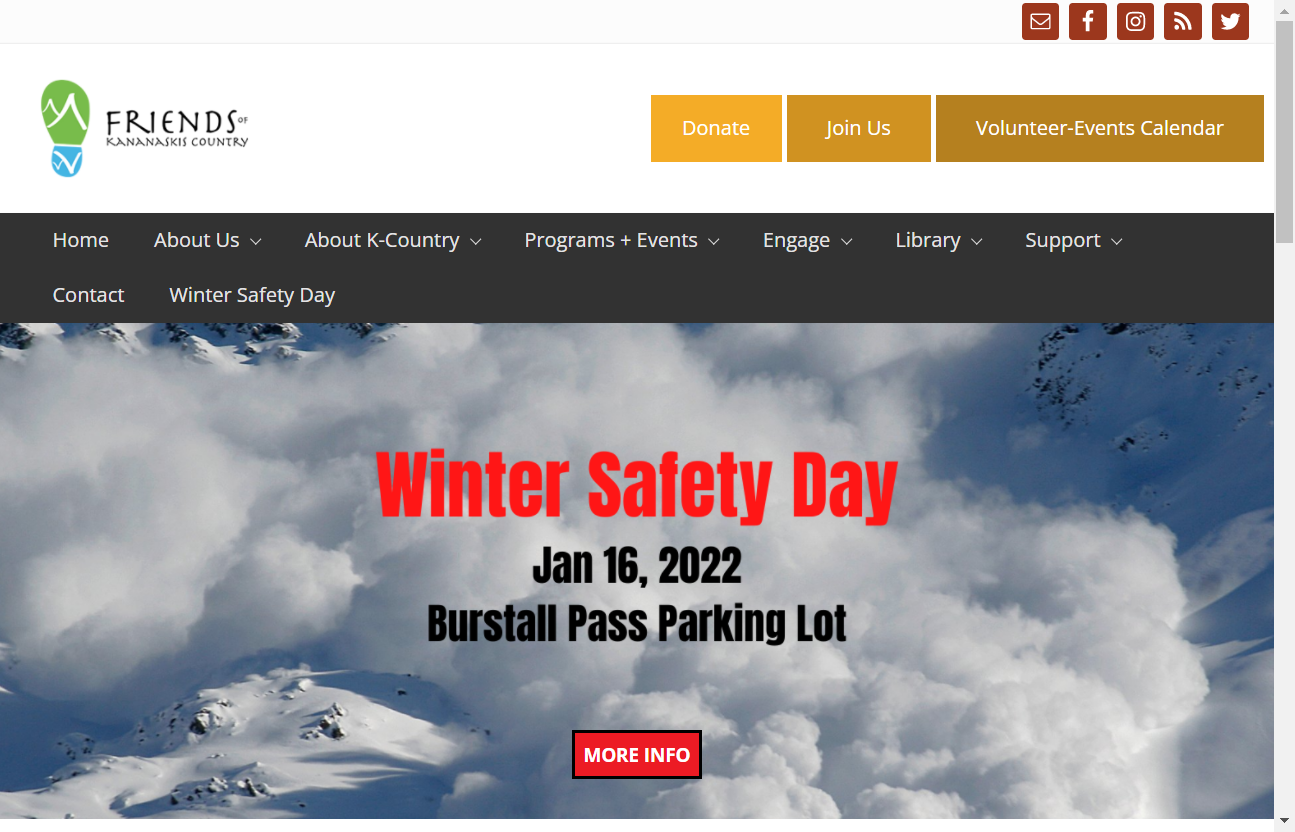 FRIENDS OF
KANANASKIS COUNTRY
Donate
Join Us
Volunteer-Events Calendar
Home
About Us
About K-Country
Programs + Events
Engage
Library
Support
Contact
Winter Safety Day
Winter Safety Day
Jan 16, 2022
Burstall Pass Parking Lot
MORE INFO